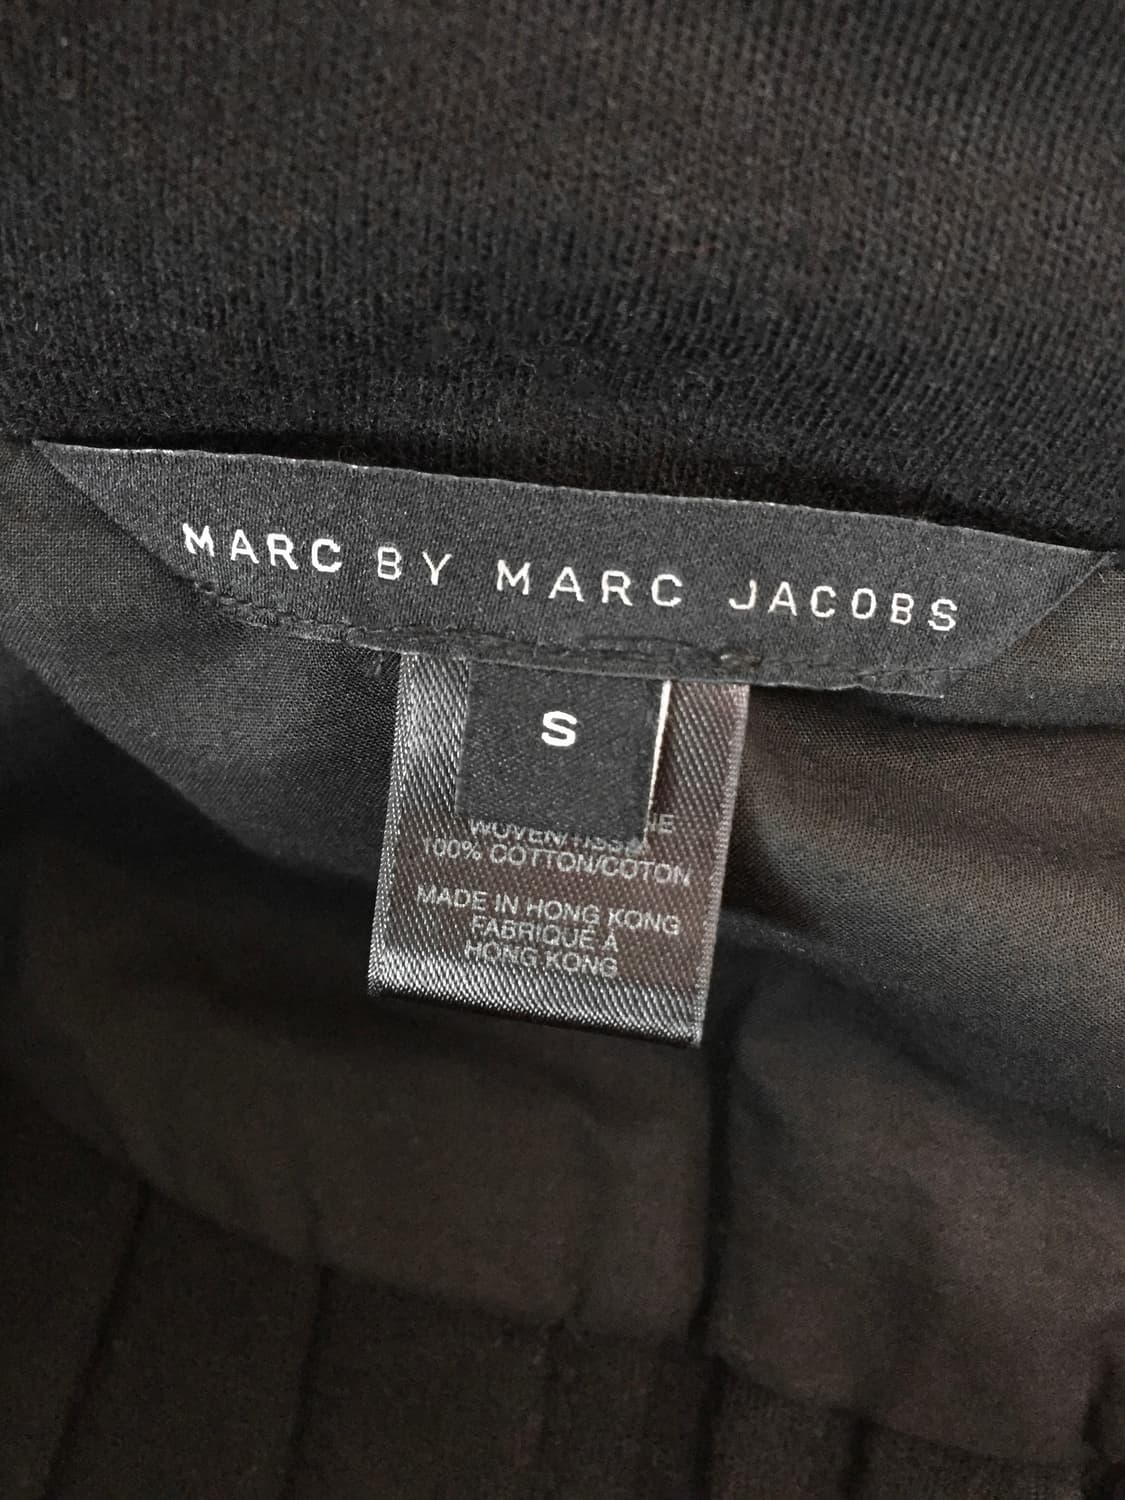 MARC BY MARC JACOBS
S
100% COTTON/COTON
MADE IN HONG KONG
FABRIQUÉ À
HONG KONG